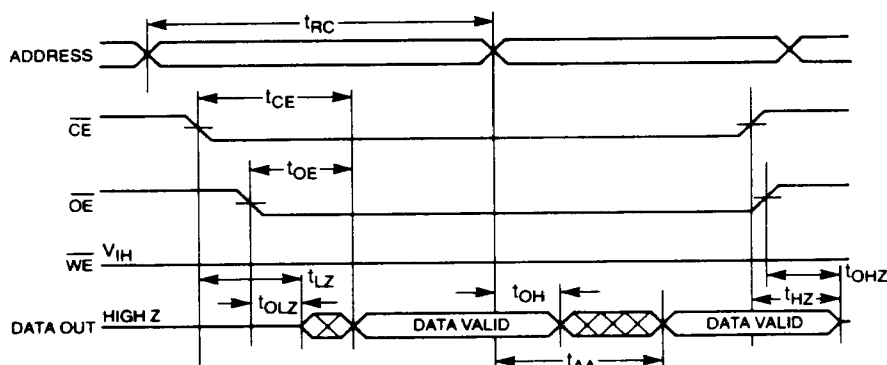 tRC
ADDRESS
tCE
CE
tOE
OE
VIH
WE
tLZ
tOHZ
tOLZ
tOH
tHZ
DATA OUT HIGH Z DATA VALID DATA VALID
tAA